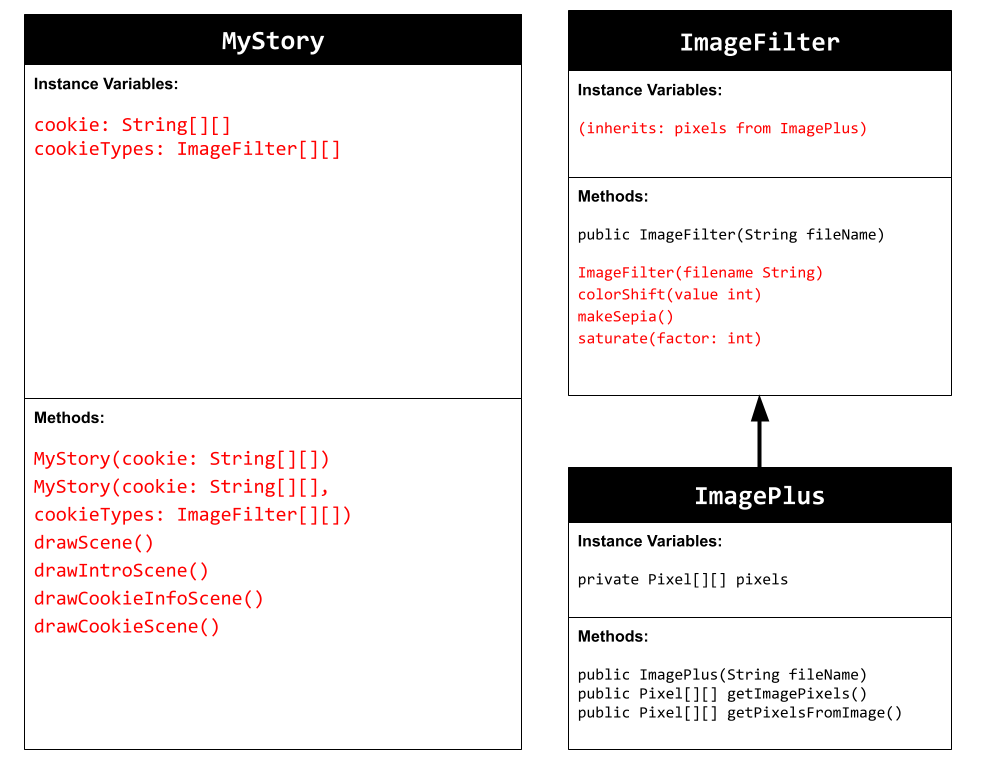 MyStory
Instance Variables:
cookie: String[][]
cookieTypes: ImageFilter[][]
Methods:
MyStory(cookie: String[][])
MyStory(cookie: String[][],
cookieTypes: ImageFilter[][])
drawScene()
drawIntroScene()
drawCookieInfoScene()
drawCookieScene()
ImageFilter
Instance Variables:
(inherits: pixels from ImagePlus)
Methods:
public ImageFilter(String fileName)
ImageFilter(filename String)
colorShift(value int)
makeSepia()
saturate(factor: int)
ImagePlus
Instance Variables:
private Pixel[][] pixels
Methods:
public ImagePlus(String fileName)
public Pixel[][] getImagePixels()
public Pixel[][] getPixelsFromImage()